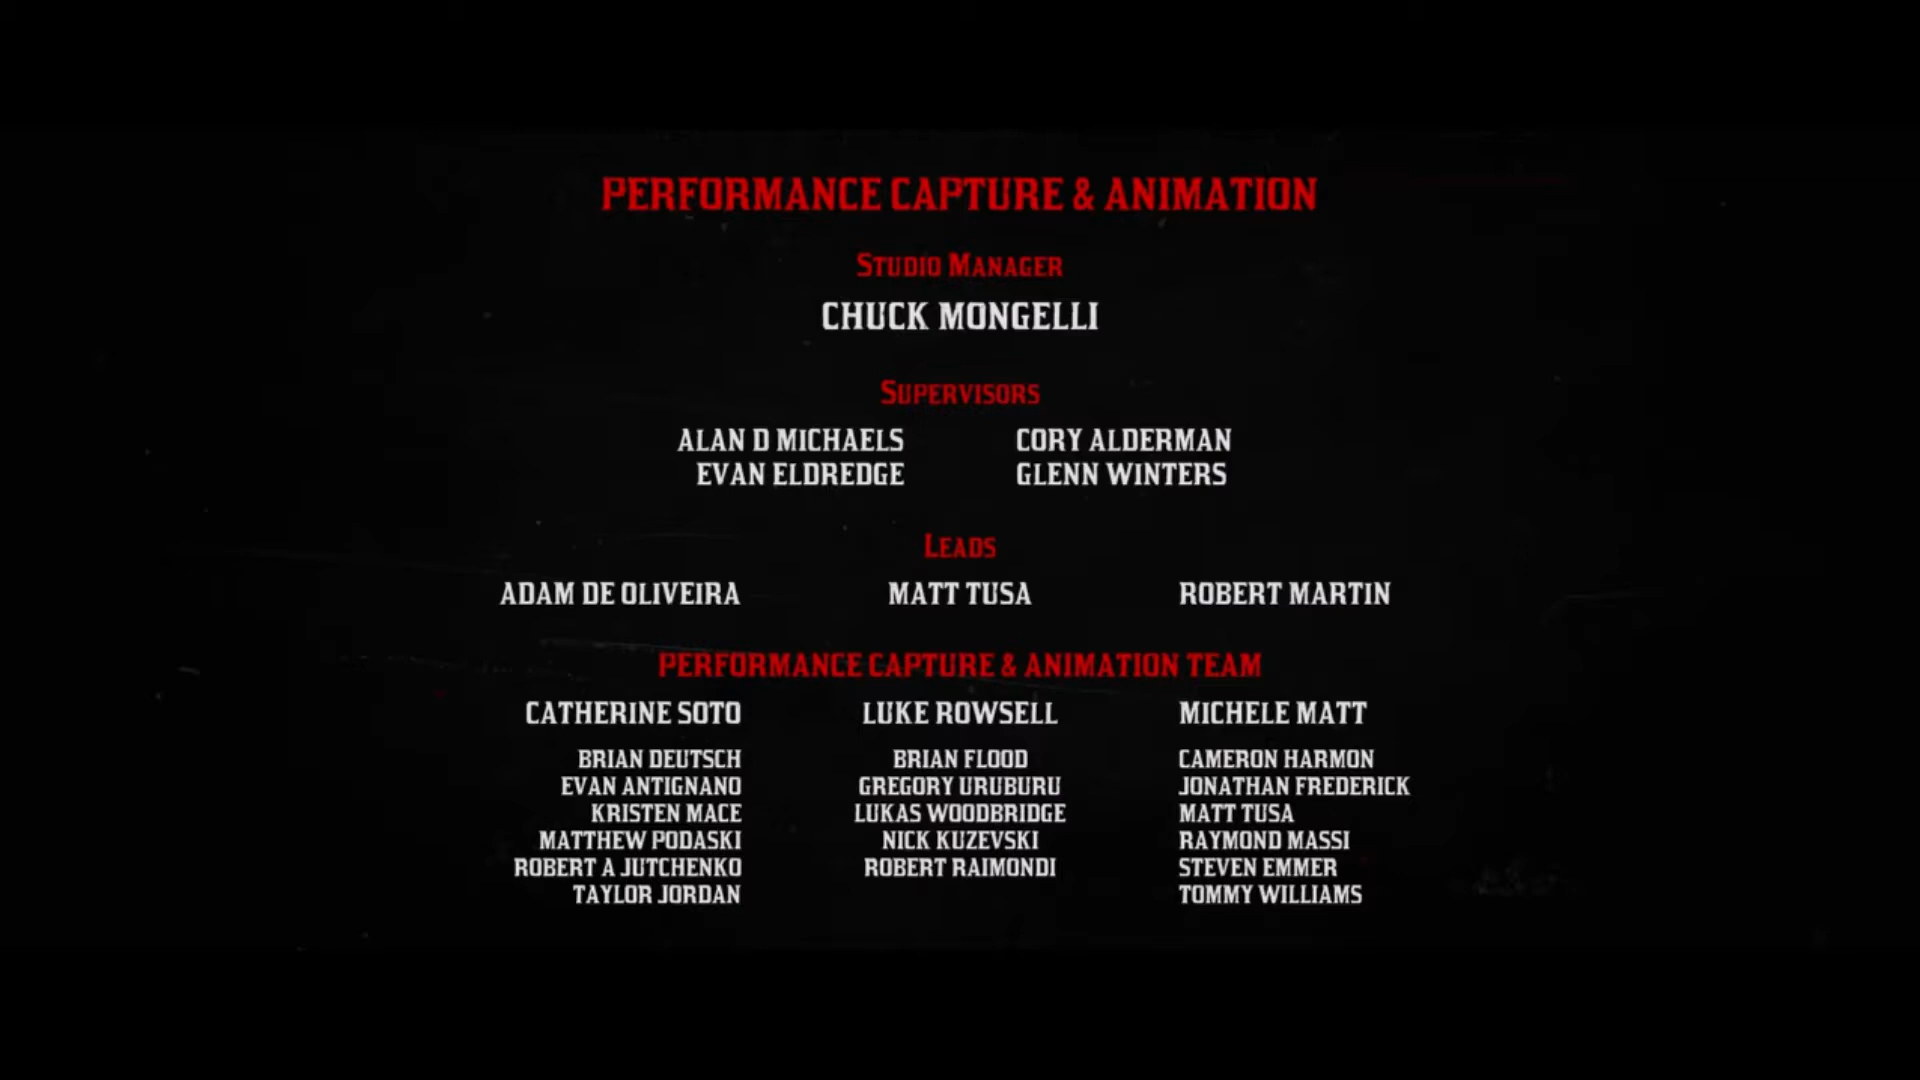 PERFORMANCE CAPTURE & ANIMATION
STUDIO MANAGER
CHUCK MONGELLI
SUPERVISORS
ALAN D MICHAELS CORY ALDERMAN
EVAN ELDREDGE GLENN WINTERS
LEADS
ADAM DE OLIVEIRA MATT TUSA ROBERT MARTIN
PERFORMANCE CAPTURE & ANIMATION TEAM
CATHERINE SOTO LUKE ROWSELL MICHELE MATT
BRIAN DEUTSCH BRIAN FLOOD CAMERON HARMON
EVAN ANTIGNANO GREGORY URUBURU JONATHAN FREDERICK
KRISTEN MACE LUKAS WOODBRIDGE MATT TUSA
MATTHEW PODASKI NICK KUZEVSKI RAYMOND MASSI
ROBERT A JUTCHENKO ROBERT RAIMONDI STEVEN EMMER
TAYLOR JORDAN TOMMY WILLIAMS